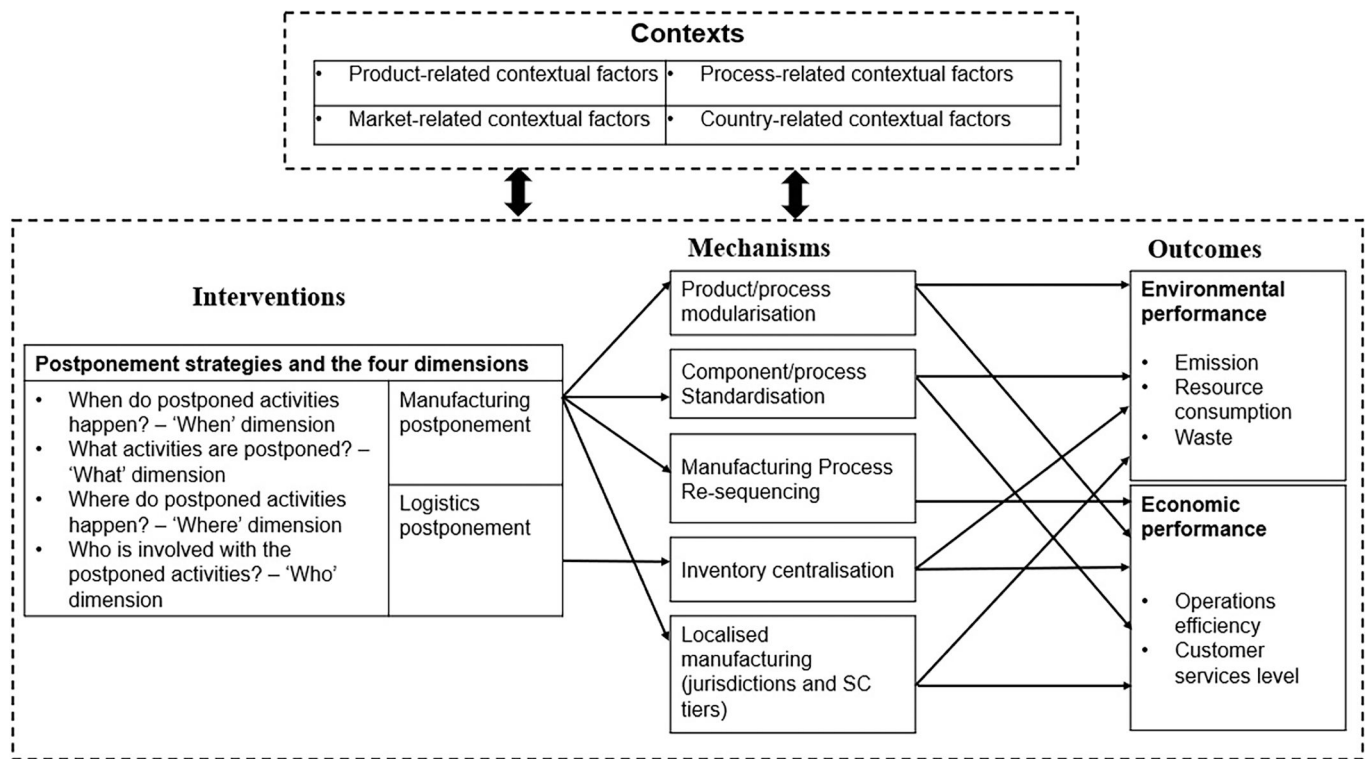 Contexts
• Product-related contextual factors
• Process-related contextual factors
• Market-related contextual factors
• Country-related contextual factors
Interventions
Postponement strategies and the four dimensions
• When do postponed activities
happen? – ‘When’ dimension
• What activities are postponed? –
‘What’ dimension
• Where do postponed activities
happen? – ‘Where’ dimension
• Who is involved with the
postponed activities? – ‘Who’
dimension
Manufacturing
postponement
Logistics
postponement
Mechanisms
Product/process
modularisation
Component/process
Standardisation
Manufacturing Process
Re-sequencing
Inventory centralisation
Localised
manufacturing
(jurisdictions and SC
tiers)
Outcomes
Environmental
performance
• Emission
• Resource
consumption
• Waste
Economic
performance
• Operations
efficiency
• Customer
services level